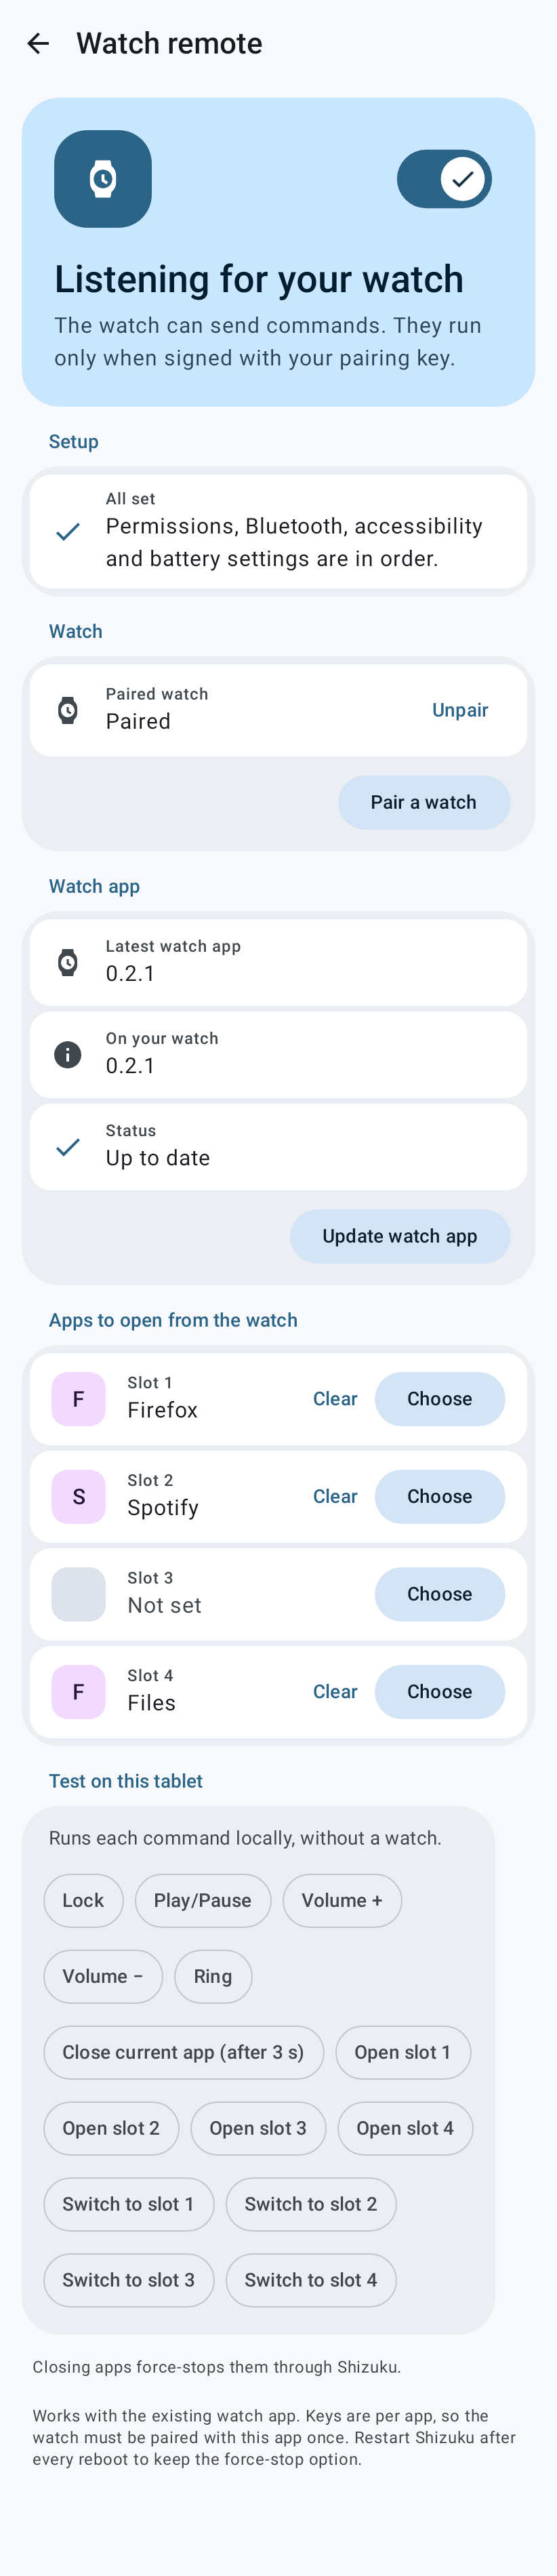 Watch remote
Listening for your watch
The watch can send commands. They run
only when signed with your pairing key.
Setup
All set
Permissions, Bluetooth, accessibility
and battery settings are in order.
Watch
Paired watch
Paired
Unpair
Pair a watch
Watch app
Latest watch app
0.2.1
On your watch
0.2.1
Status
Up to date
Update watch app
Apps to open from the watch
F
Slot 1
Firefox
Clear
Choose
S
Slot 2
Spotify
Clear
Choose
Slot 3
Not set
Choose
F
Slot 4
Files
Clear
Choose
Test on this tablet
Runs each command locally, without a watch.
Lock
Play/Pause
Volume +
Volume −
Ring
Close current app (after 3 s)
Open slot 1
Open slot 2
Open slot 3
Open slot 4
Switch to slot 1
Switch to slot 2
Switch to slot 3
Switch to slot 4
Closing apps force-stops them through Shizuku.
Works with the existing watch app. Keys are per app, so the
watch must be paired with this app once. Restart Shizuku after
every reboot to keep the force-stop option.